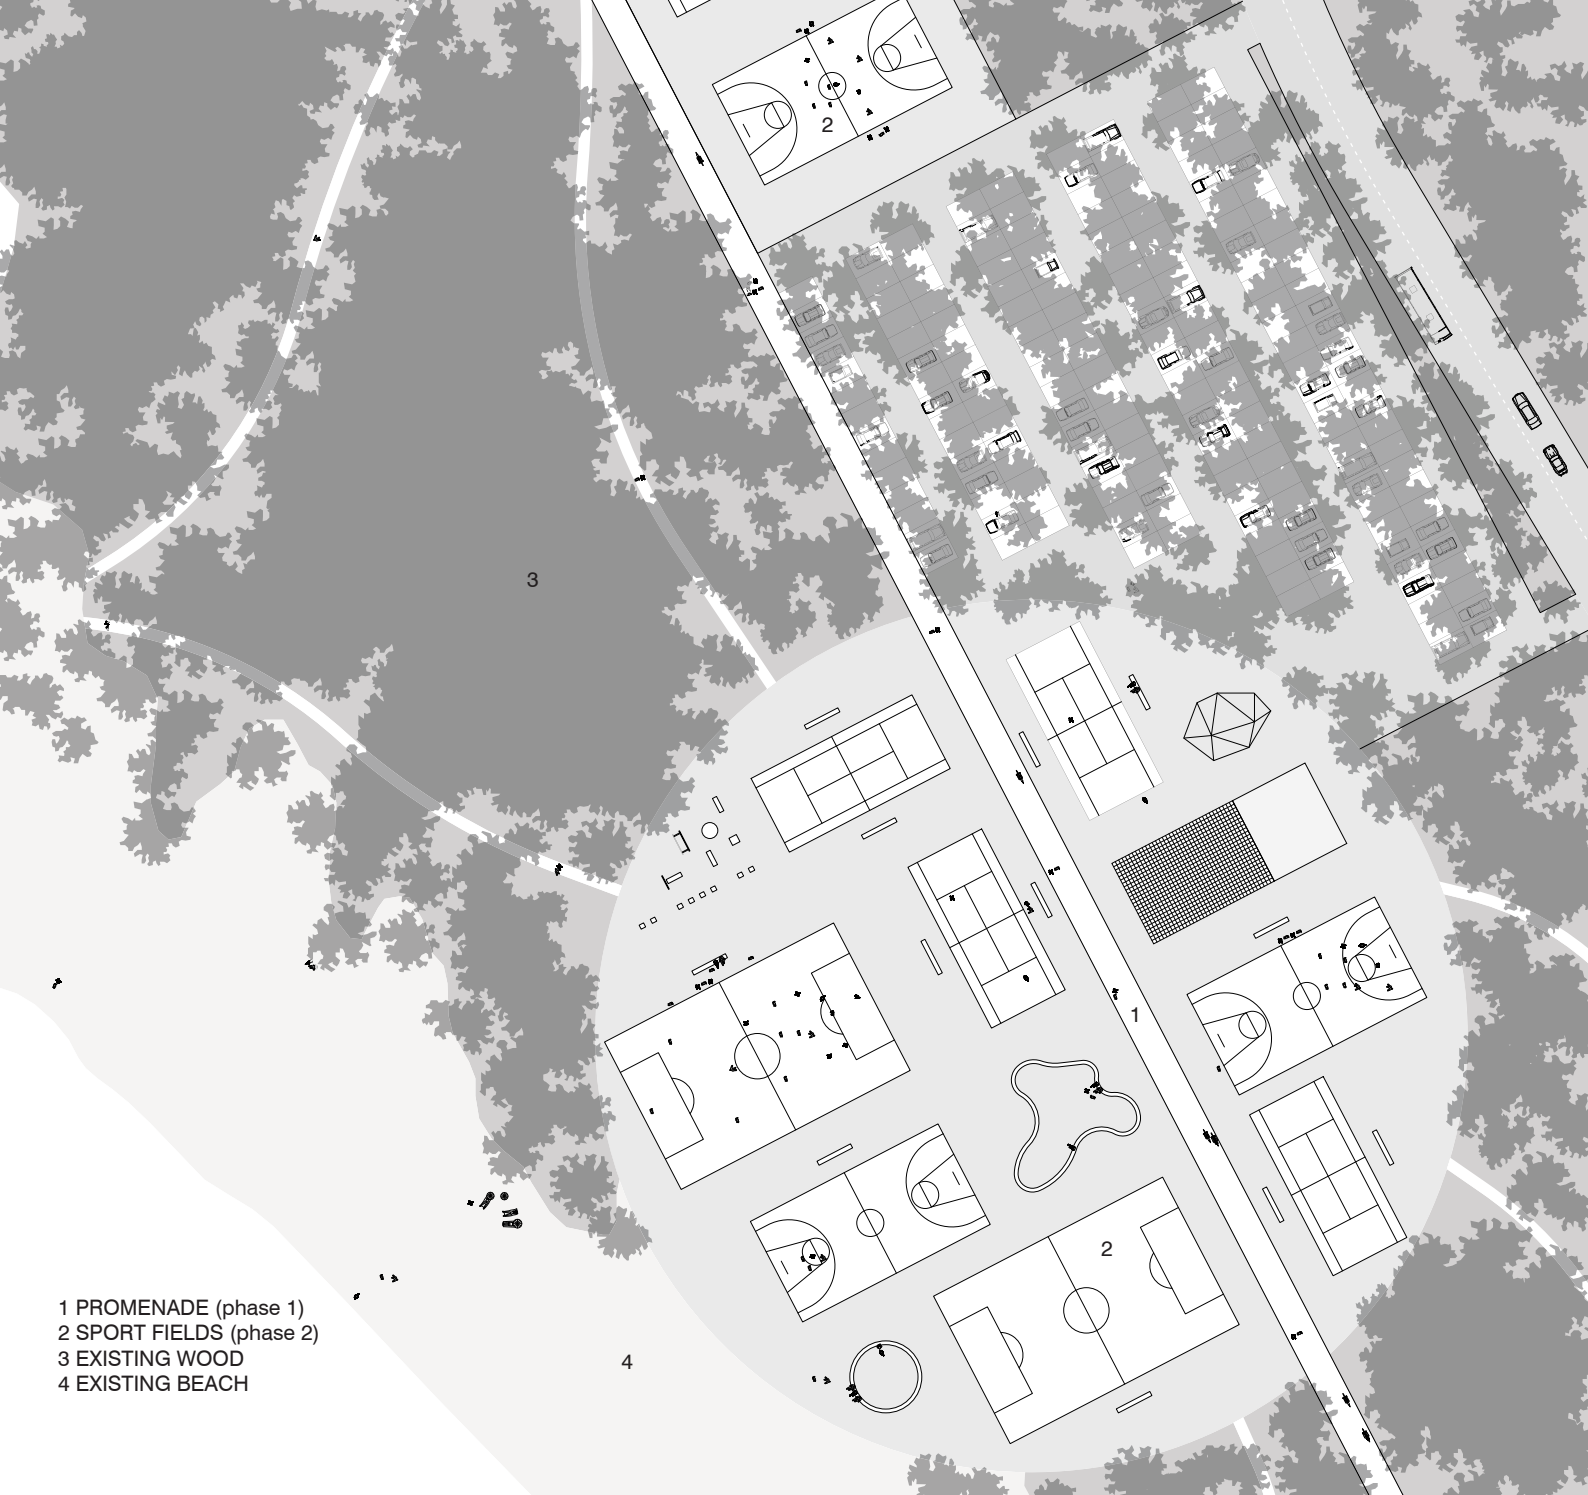 2
3
1
2
4
1 PROMENADE (phase 1)
2 SPORT FIELDS (phase 2)
3 EXISTING WOOD
4 EXISTING BEACH